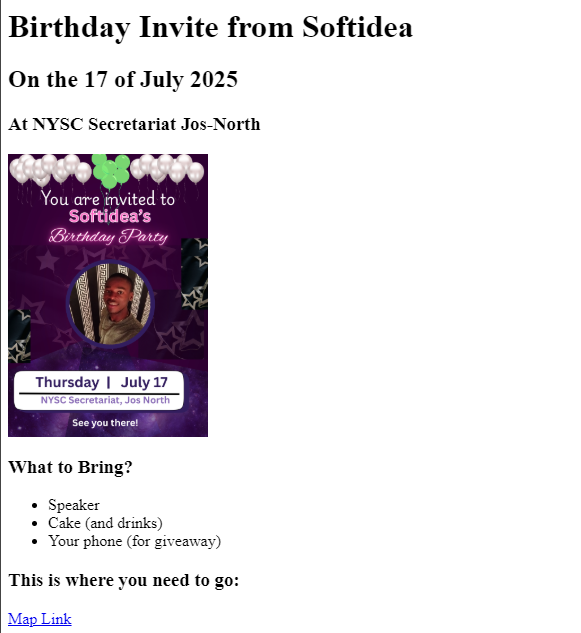 Birthday Invite from Softidea
On the 17 of July 2025
At NYSC Secretariat Jos-North
You are invited to
Softidea's
Birthday Party
Thursday | July 17
NYSC Secretariat, Jos North
See you there!
What to Bring?
Speaker
Cake (and drinks)
Your phone (for giveaway)
This is where you need to go:
Map Link